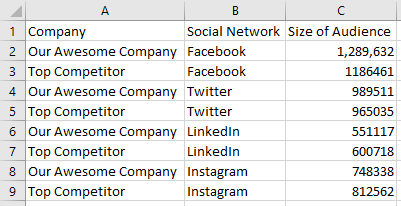 A B C
1 Company Social Network Size of Audience
2 Our Awesome Company Facebook 1,289,632
3 Top Competitor Facebook 1186461
4 Our Awesome Company Twitter 989511
5 Top Competitor Twitter 965035
6 Our Awesome Company LinkedIn 551117
7 Top Competitor LinkedIn 600718
8 Our Awesome Company Instagram 748338
9 Top Competitor Instagram 812562